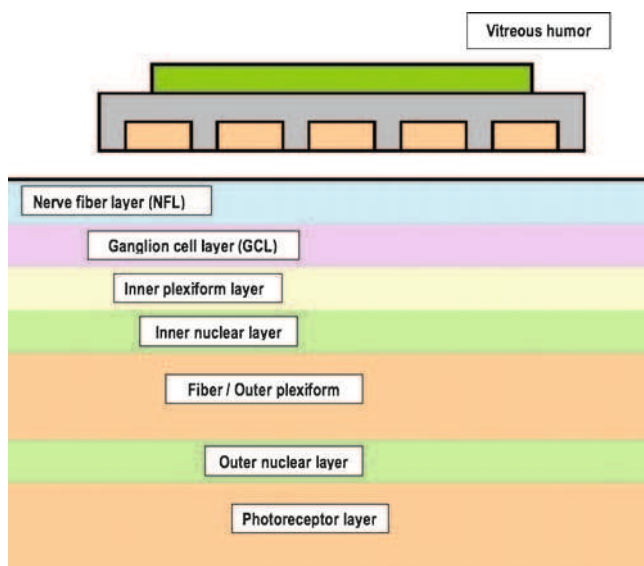 Vitreous humor
Nerve fiber layer (NFL)
Ganglion cell layer (GCL)
Inner plexiform layer
Inner nuclear layer
Fiber / Outer plexiform
Outer nuclear layer
Photoreceptor layer